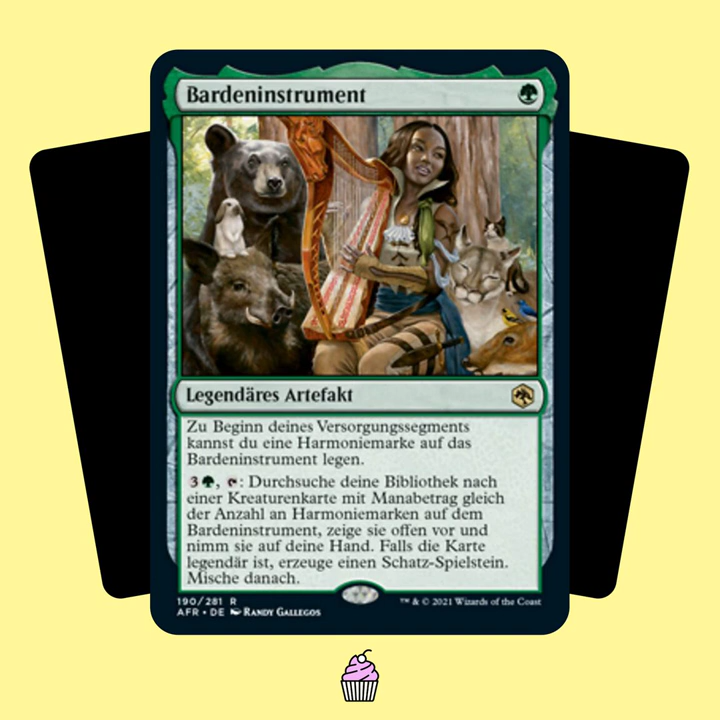 Bardeninstrument
Legendäres Artefakt
Zu Beginn deines Versorgungssegments
kannst du eine Harmoniemarke auf das
Bardeninstrument legen.
3, : Durchsuche deine Bibliothek nach
einer Kreaturenkarte mit Manabetrag gleich
der Anzahl an Harmoniemarken auf dem
Bardeninstrument, zeige sie offen vor und
nimm sie auf deine Hand. Falls die Karte
legendär ist, erzeuge einen Schatz-Spielstein.
Mische danach.
190/281 R
AFR • DE Randy Gallegos
™ & © 2021 Wizards of the Coast